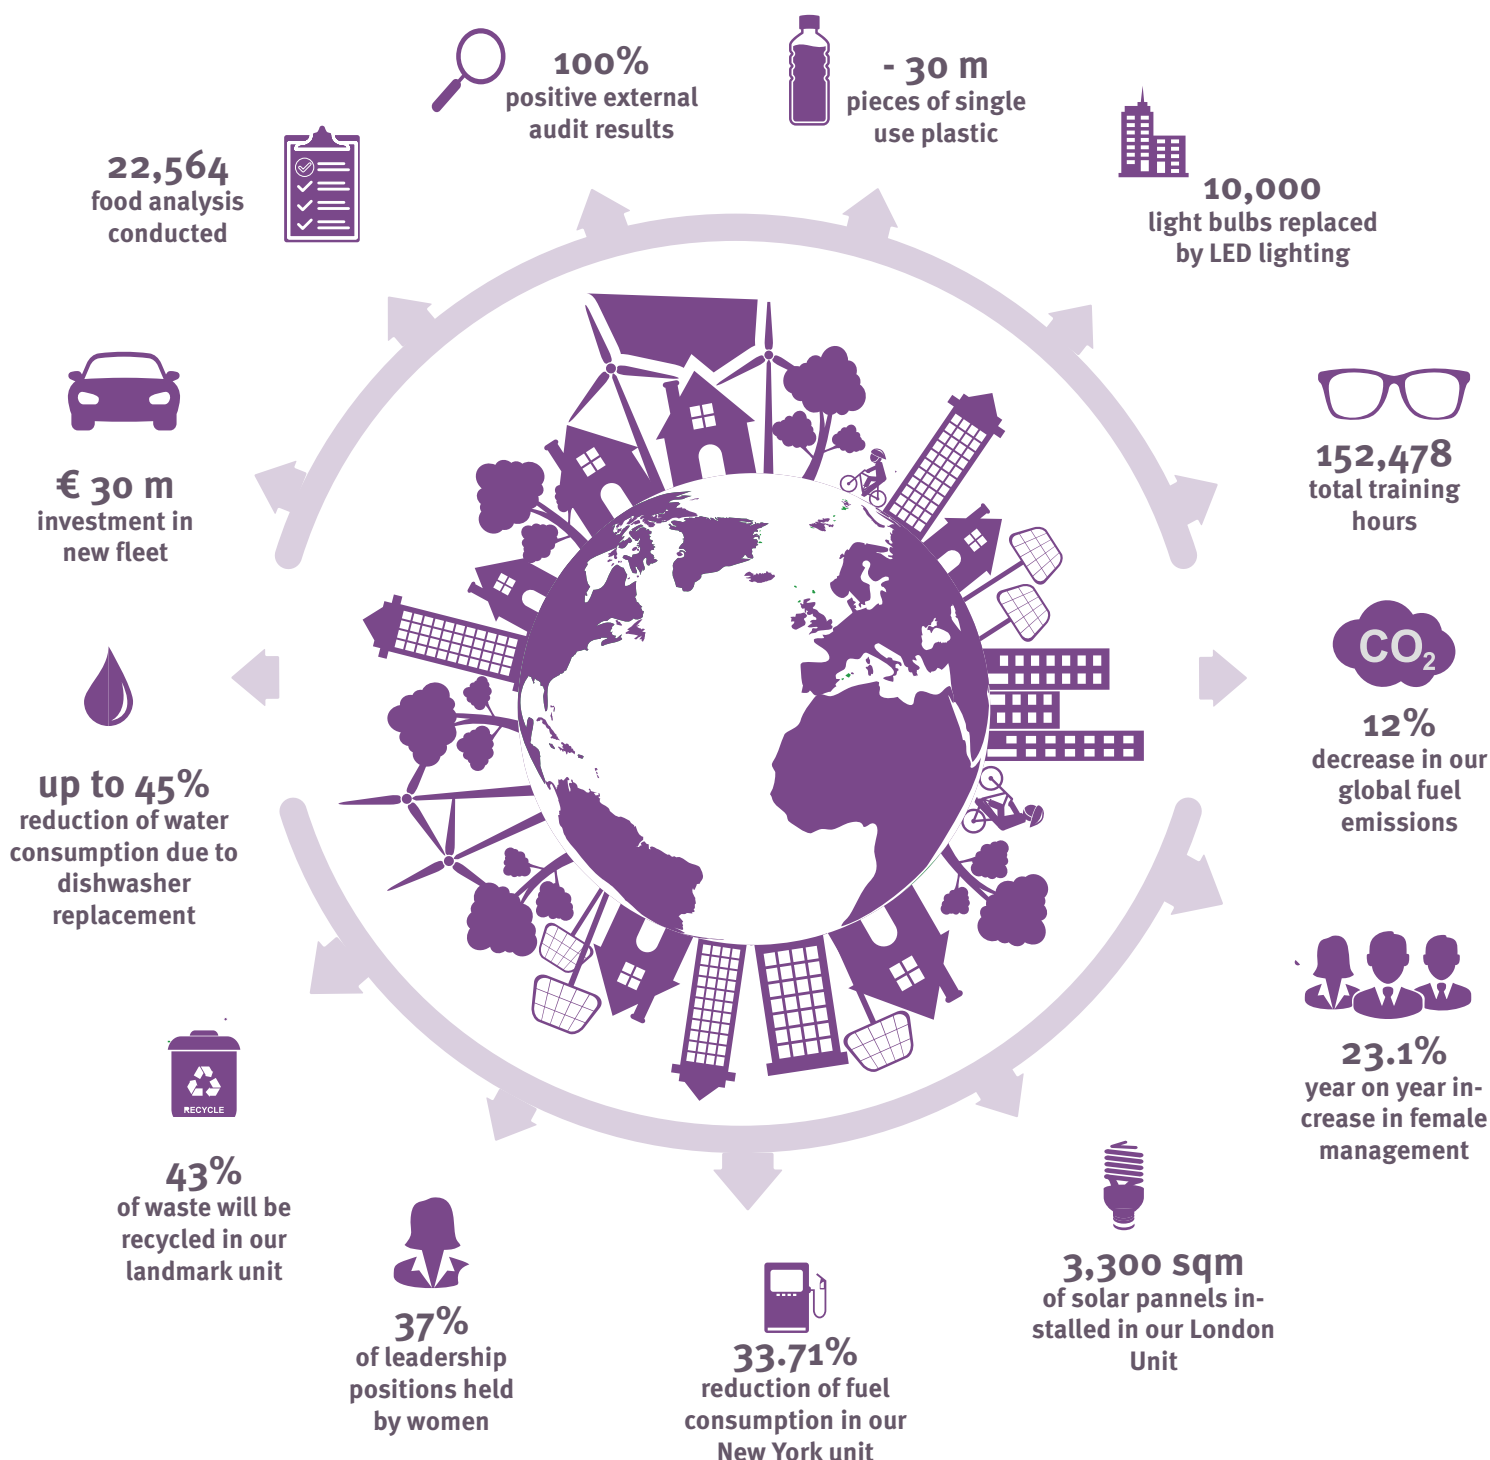 100%
positive external
audit results
- 30 m
pieces of single
use plastic
10,000
light bulbs replaced
by LED lighting
22,564
food analysis
conducted
152,478
total training
hours
€ 30 m
investment in
new fleet
CO2
12%
decrease in our
global fuel
emissions
up to 45%
reduction of water
consumption due to
dishwasher
replacement
23.1%
year on year in-
crease in female
management
RECYCLE
43%
of waste will be
recycled in our
landmark unit
3,300 sqm
of solar pannels in-
stalled in our London
Unit
37%
of leadership
positions held
by women
33.71%
reduction of fuel
consumption in our
New York unit